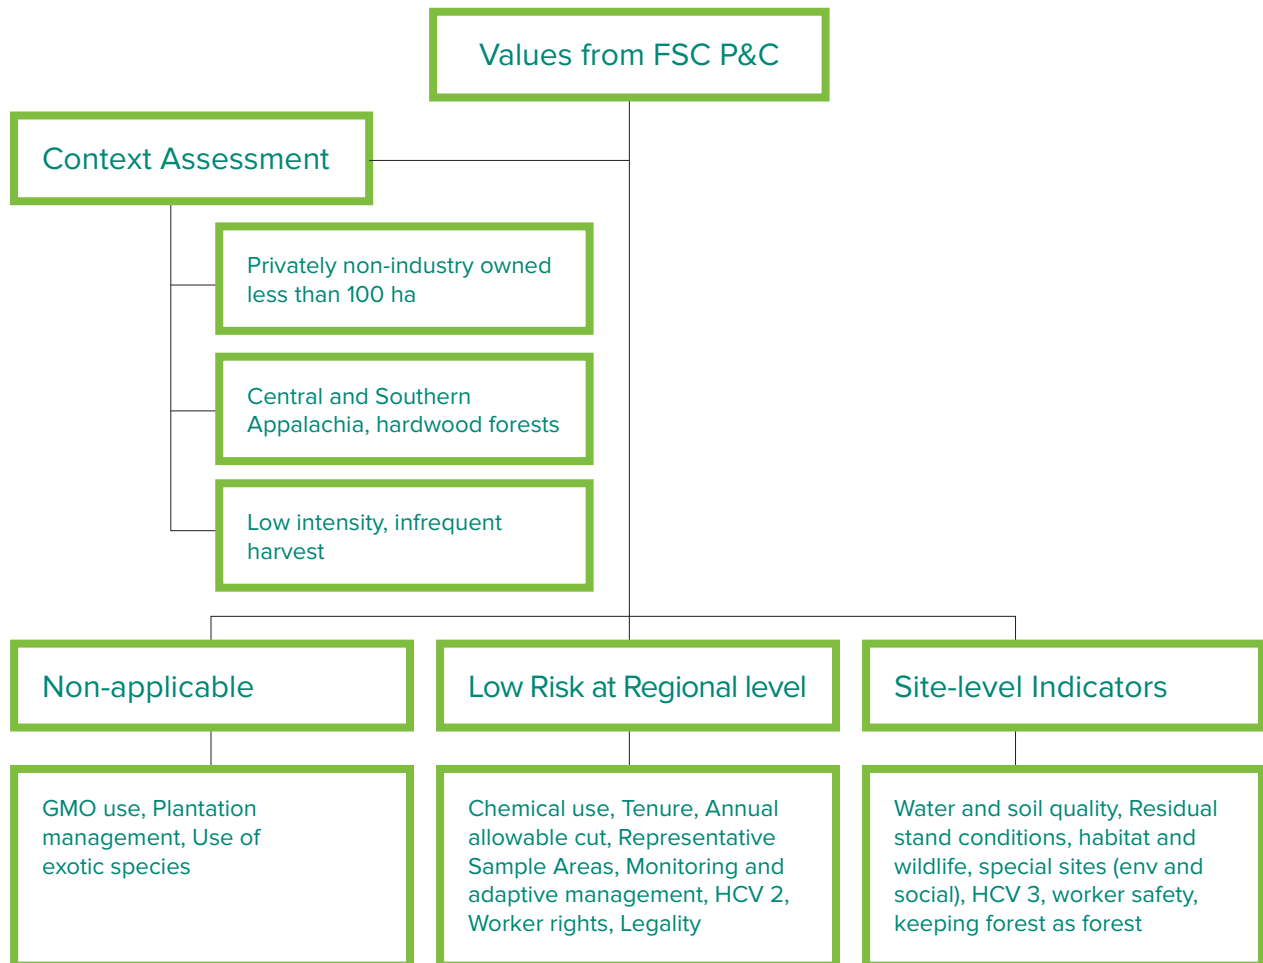 Values from FSC P&C
Context Assessment
Privately non-industry owned
less than 100 ha
Central and Southern
Appalachia, hardwood forests
Low intensity, infrequent
harvest
Non-applicable
Low Risk at Regional level
Site-level Indicators
GMO use, Plantation
management, Use of
exotic species
Chemical use, Tenure, Annual
allowable cut, Representative
Sample Areas, Monitoring and
adaptive management, HCV 2,
Worker rights, Legality
Water and soil quality, Residual
stand conditions, habitat and
wildlife, special sites (env and
social), HCV 3, worker safety,
keeping forest as forest